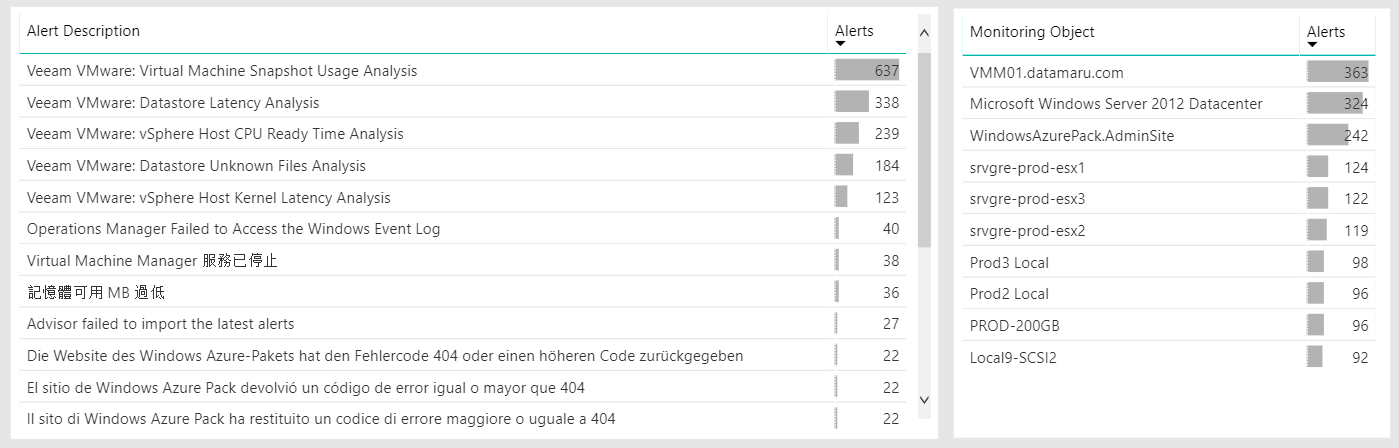 Alert Description Alerts
Veeam VMware: Virtual Machine Snapshot Usage Analysis 637
Veeam VMware: Datastore Latency Analysis 338
Veeam VMware: vSphere Host CPU Ready Time Analysis 239
Veeam VMware: Datastore Unknown Files Analysis 184
Veeam VMware: vSphere Host Kernel Latency Analysis 123
Operations Manager Failed to Access the Windows Event Log 40
Virtual Machine Manager 服務已停止 38
記憶體可用 MB 過低 36
Advisor failed to import the latest alerts 27
Die Website des Windows Azure-Pakets hat den Fehlercode 404 oder einen höheren Code zurückgegeben 22
El sitio de Windows Azure Pack devolvió un código de error igual o mayor que 404 22
Il sito di Windows Azure Pack ha restituito un codice di errore maggiore o uguale a 404 22
Monitoring Object Alerts
VMM01.datamaru.com 363
Microsoft Windows Server 2012 Datacenter 324
WindowsAzurePack.AdminSite 242
srvgre-prod-esx1 124
srvgre-prod-esx3 122
srvgre-prod-esx2 119
Prod3 Local 98
Prod2 Local 96
PROD-200GB 96
Local9-SCSI2 92